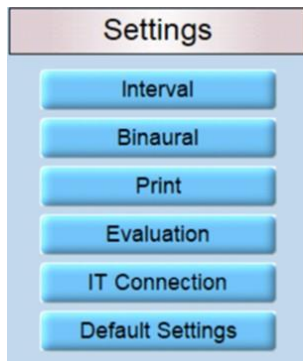 Settings
Interval
Binaural
Print
Evaluation
IT Connection
Default Settings